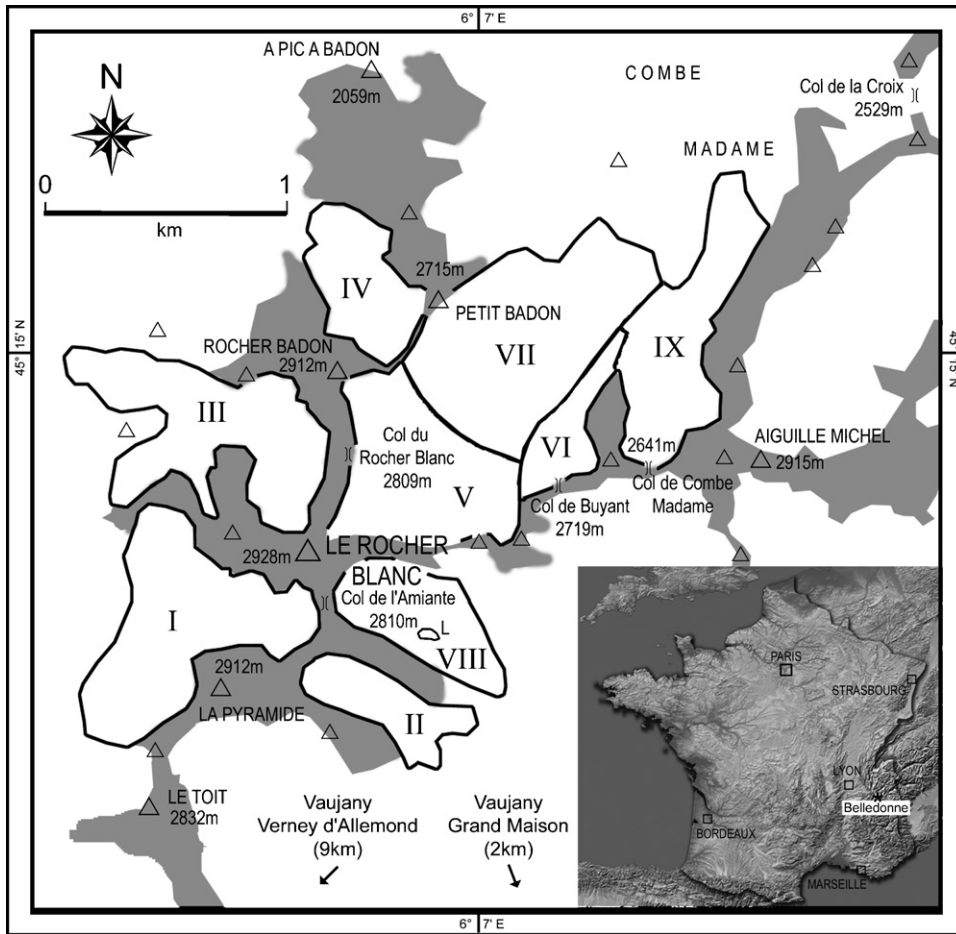 6° 7' E
A PIC A BADON
2059m
COMBE
MADAME
Col de la Croix
2529m
N
0 1
km
IV
2715m
PETIT BADON
VII
IX
45° 15' N
45° 15' N
ROCHER BADON
2912m
III
Col du
Rocher Blanc
2809m
V
VI
2641m
Col de Combe
Madame
AIGUILLE MICHEL
2915m
Col de Buyant
2719m
2928m
LE ROCHER
BLANC
Col de l'Amiante
2810m
L
VIII
I
2912m
LA PYRAMIDE
II
LE TOIT
2832m
Vaujany
Verney d'Allemond
(9km)
Vaujany
Grand Maison
(2km)
PARIS
STRASBOURG
LYON
Belledonne
BORDEAUX
MARSEILLE
6° 7' E